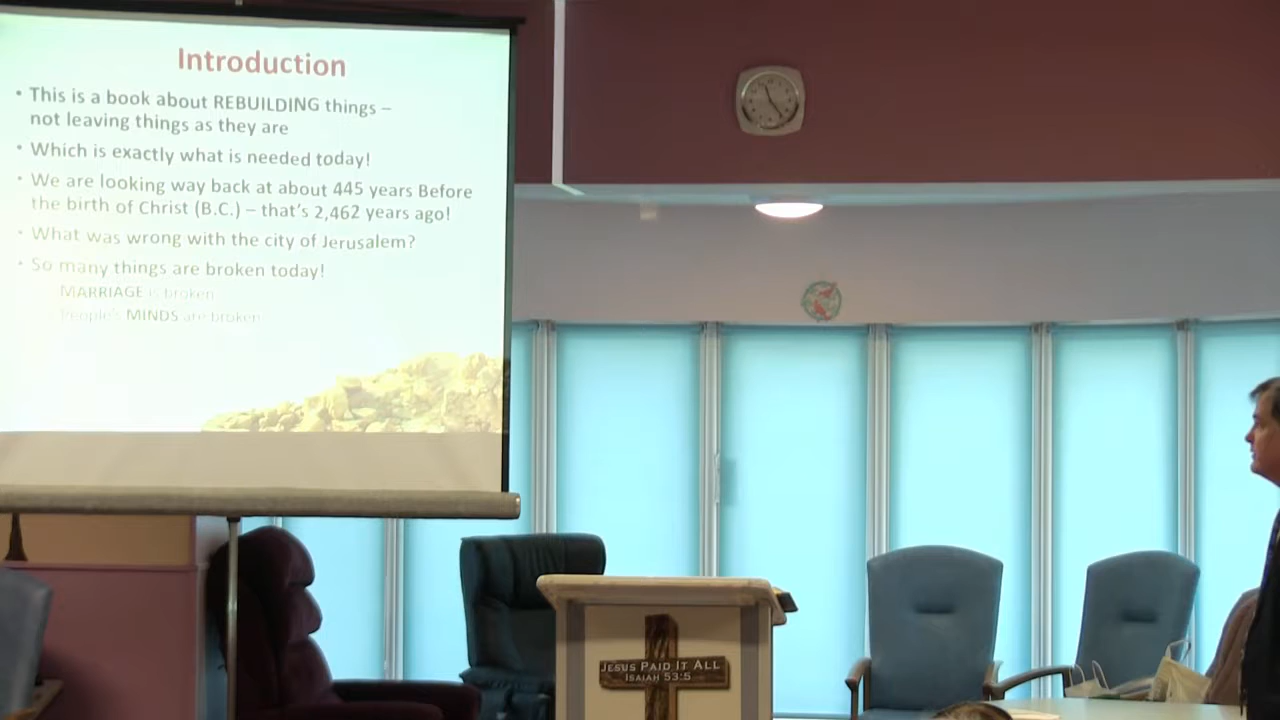 Introduction
• This is a book about REBUILDING things –
not leaving things as they are
• Which is exactly what is needed today!
• We are looking way back at about 445 years Before
the birth of Christ (B.C.) – that's 2,462 years ago!
• What was wrong with the city of Jerusalem?
• So many things are broken today!
MARRIAGE is broken
People's MINDS are broken
JESUS PAID IT ALL
ISAIAH 53:5